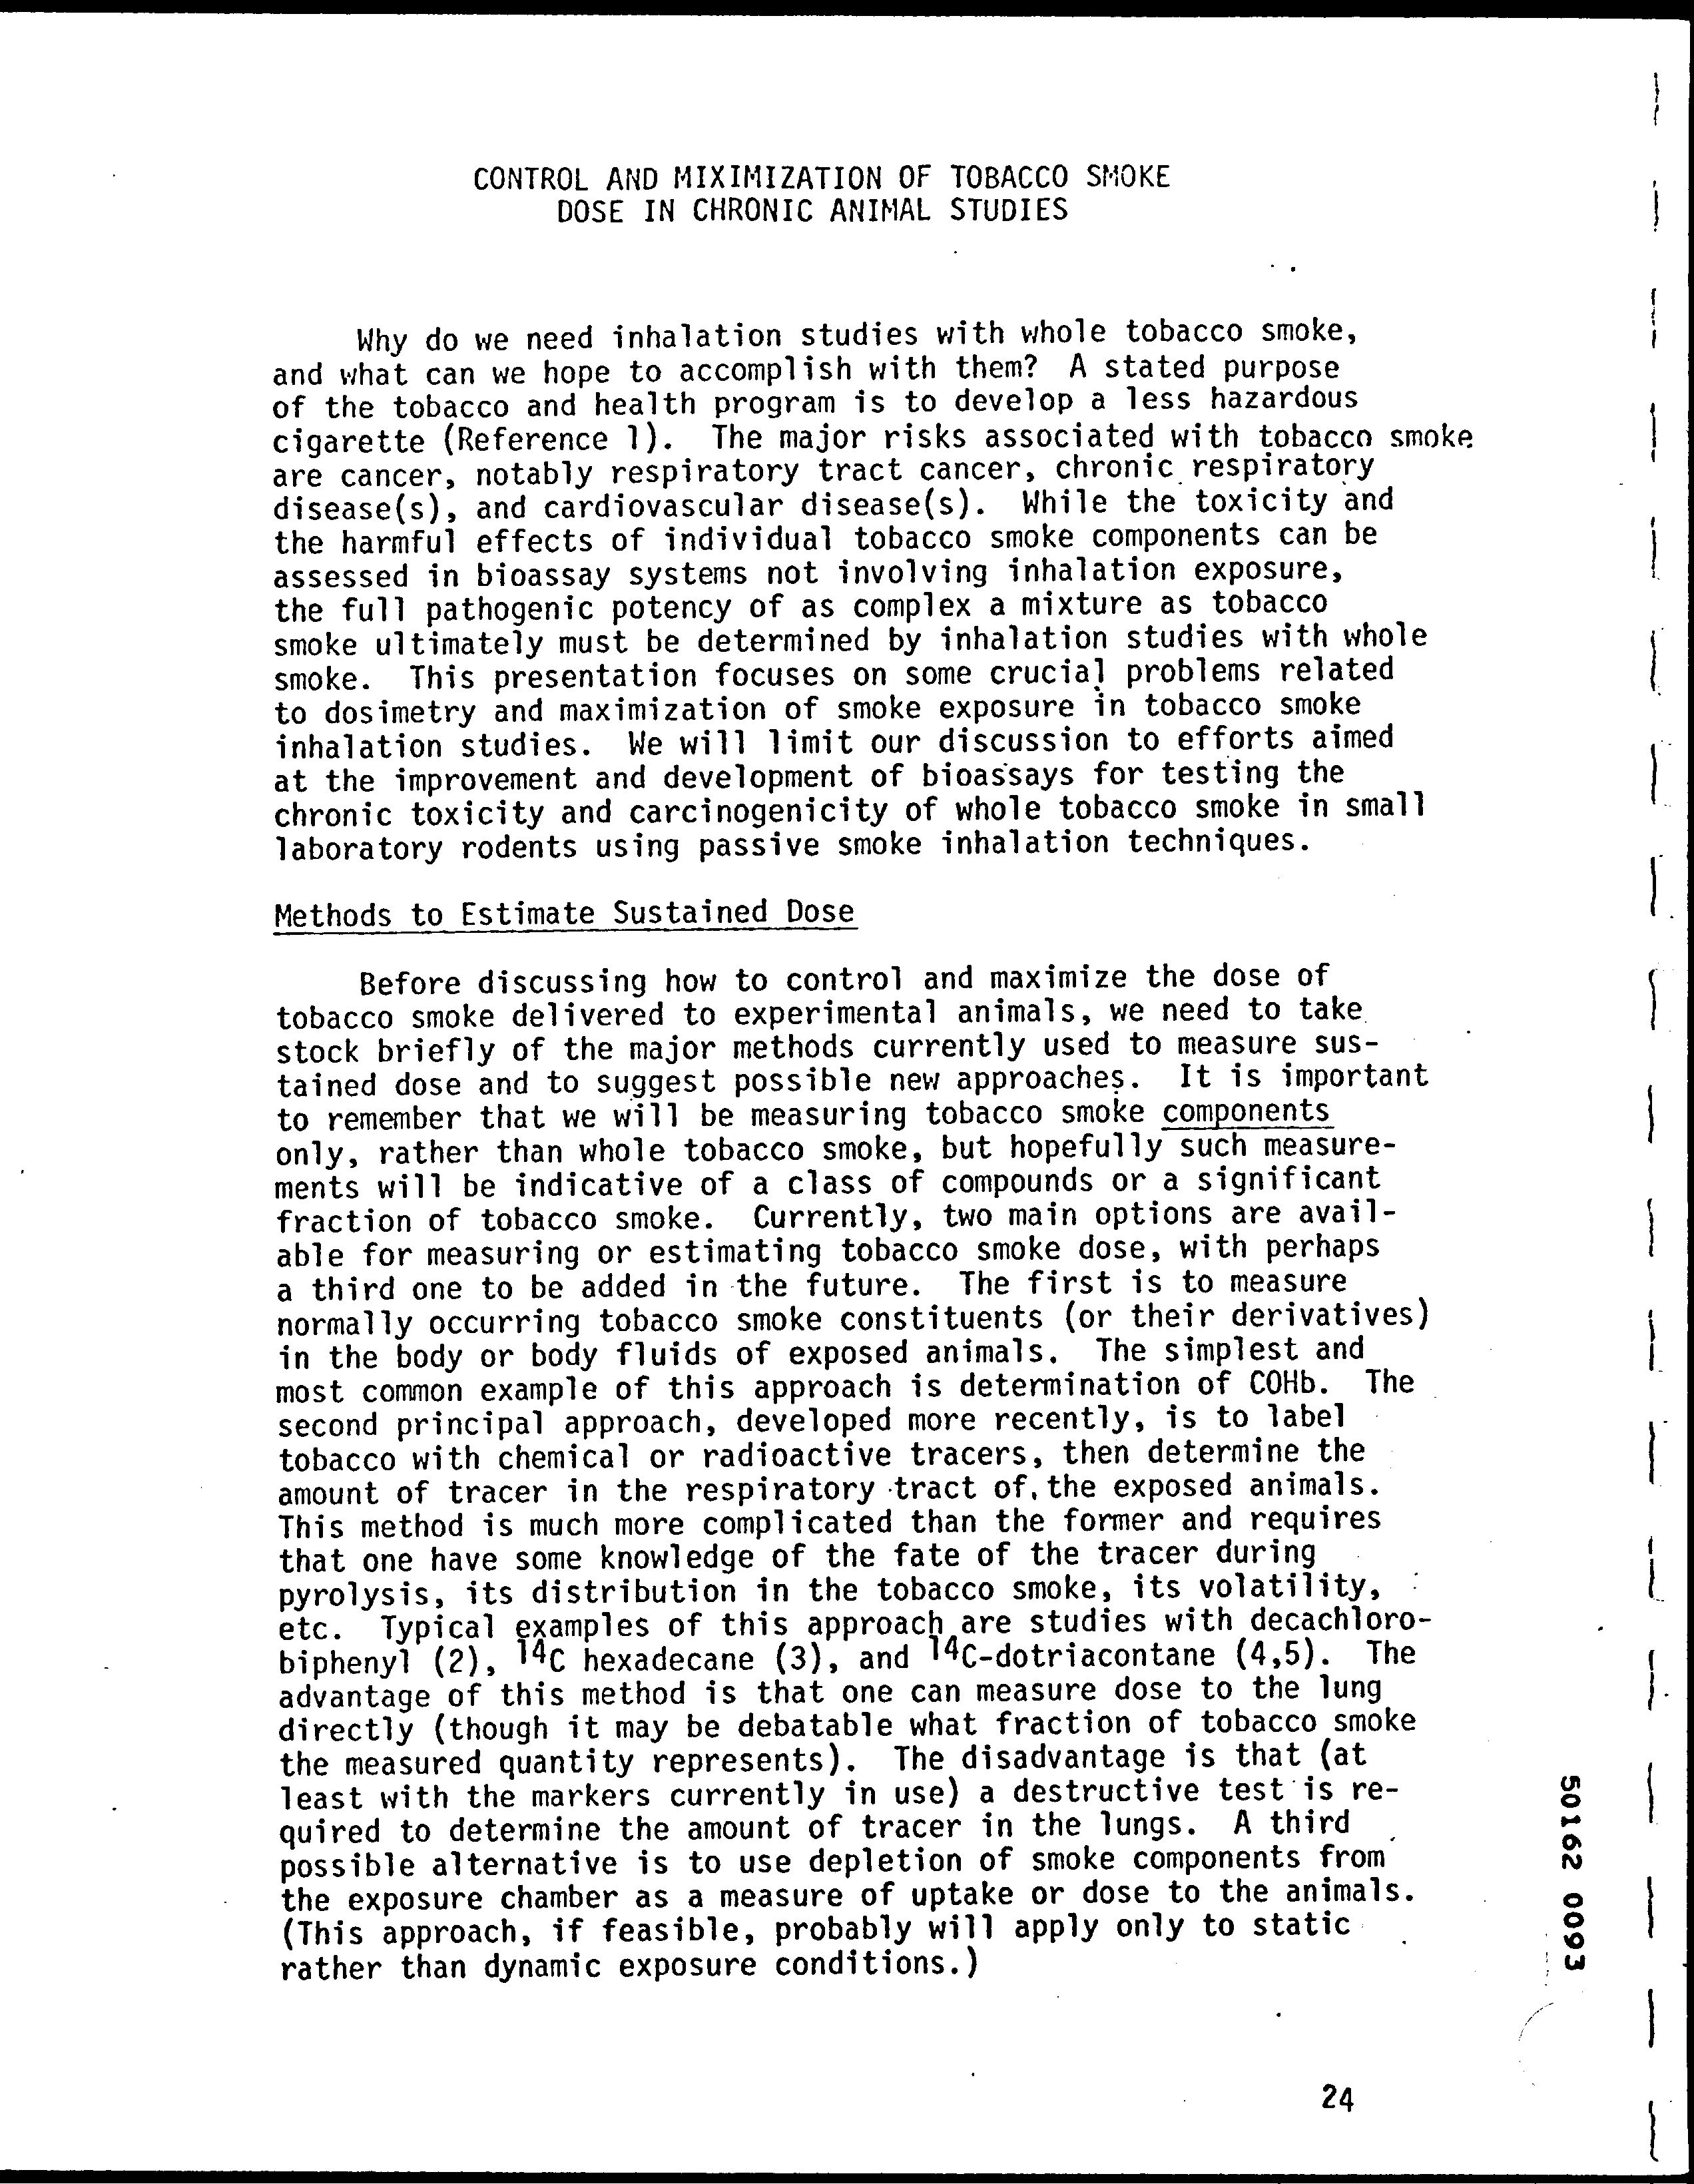 CONTROL AND MIXIMIZATION OF TOBACCO SMOKE
DOSE IN CHRONIC ANIMAL STUDIES
Why do we need inhalation studies with whole tobacco smoke,
and what can we hope to accomplish with them? A stated purpose
of the tobacco and health program is to develop a less hazardous
cigarette (Reference 1). The major risks associated with tobacco smoke
are cancer, notably respiratory tract cancer, chronic respiratory
disease(s), and cardiovascular disease(s). While the toxicity and
the harmful effects of individual tobacco smoke components can be
assessed in bioassay systems not involving inhalation exposure,
the full pathogenic potency of as complex a mixture as tobacco
smoke ultimately must be determined by inhalation studies with whole
smoke. This presentation focuses on some crucial problems related
to dosimetry and maximization of smoke exposure in tobacco smoke
inhalation studies. We will limit our discussion to efforts aimed
at the improvement and development of bioassays for testing the
chronic toxicity and carcinogenicity of whole tobacco smoke in small
laboratory rodents using passive smoke inhalation techniques.
Methods to Estimate Sustained Dose
Before discussing how to control and maximize the dose of
tobacco smoke delivered to experimental animals, we need to take
stock briefly of the major methods currently used to measure sus-
tained dose and to suggest possible new approaches. It is important
to remember that we will be measuring tobacco smoke components
only, rather than whole tobacco smoke, but hopefully such measure-
ments will be indicative of a class of compounds or a significant
fraction of tobacco smoke. Currently, two main options are avail-
able for measuring or estimating tobacco smoke dose, with perhaps
a third one to be added in the future. The first is to measure
normally occurring tobacco smoke constituents (or their derivatives)
in the body or body fluids of exposed animals. The simplest and
most common example of this approach is determination of COHb. The
second principal approach, developed more recently, is to label
tobacco with chemical or radioactive tracers, then determine the
amount of tracer in the respiratory tract of the exposed animals.
This method is much more complicated than the former and requires
that one have some knowledge of the fate of the tracer during
pyrolysis, its distribution in the tobacco smoke, its volatility,
etc. Typical examples of this approach are studies with decachloro-
biphenyl (2), 14C hexadecane (3), and 14C-dotriacontane (4,5). The
advantage of this method is that one can measure dose to the lung
directly (though it may be debatable what fraction of tobacco smoke
the measured quantity represents). The disadvantage is that (at
least with the markers currently in use) a destructive test is re-
quired to determine the amount of tracer in the lungs. A third
possible alternative is to use depletion of smoke components from
the exposure chamber as a measure of uptake or dose to the animals.
(This approach, if feasible, probably will apply only to static
rather than dynamic exposure conditions.)
50162 0093
24